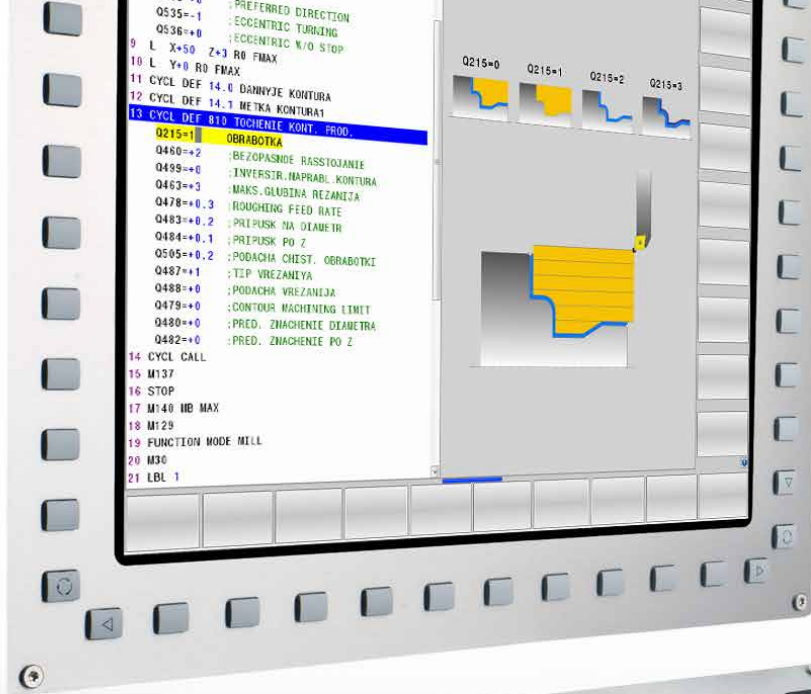 :PREFERRED DIRECTION
Q535=-1 :ECCENTRIC TURNING
Q536=+0 :ECCENTRIC W/O STOP
9 L X+50 Z+3 R0 FMAX
10 L Y+0 R0 FMAX
11 CYCL DEF 14.0 DANNYJE KONTURA
12 CYCL DEF 14.1 METKA KONTURA1
13 CYCL DEF 810 TOCHENIE KONT. PROD.
Q215=1 OBRABOTKA
Q460=+2 :BEZOPASNOE RASSTOJANIE
Q499=+0 :INVERSIR.NAPRABL.KONTURA
Q463=+3 :MAKS.GLUBINA REZANIJA
Q478=+0.3 :ROUGHING FEED RATE
Q483=+0.2 :PRIPUSK NA DIAMETR
Q484=+0.1 :PRIPUSK PO Z
Q505=+0.2 :PODACHA CHIST. OBRABOTKI
Q487=+1 :TIP VREZANIYA
Q488=+0 :PODACHA VREZANIJA
Q479=+0 :CONTOUR MACHINING LIMIT
Q480=+0 :PRED. ZNACHENIE DIAMETRA
Q482=+0 :PRED. ZNACHENIE PO Z
14 CYCL CALL
15 M137
16 STOP
17 M140 MB MAX
18 M129
19 FUNCTION MODE MILL
20 M30
21 LBL 1
Q215=0 Q215=1 Q215=2 Q215=3